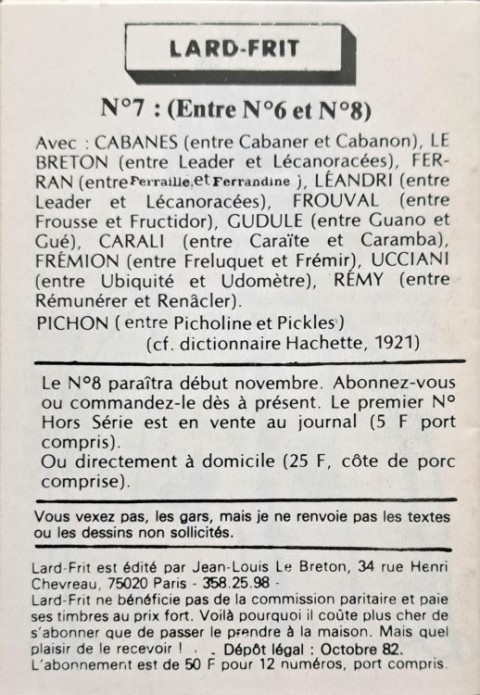 LARD-FRIT
N°7 : (Entre N°6 et N°8)
Avec : CABANES (entre Cabaner et Cabanon), LE
BRETON (entre Leader et Lécanoracées), FER-
RAN (entre Ferraille, et Ferrandine ), LÉANDRI (entre
Leader et Lécanoracées), FROUVAL (entre
Frousse et Fructidor), GUDULE (entre Guano et
Gué), CARALI (entre Caraïte et Caramba),
FRÉMION (entre Freluquet et Frémir), UCCIANI
(entre Ubiquité et Udomètre), RÉMY (entre
Rémunérer et Renâcler).
PICHON ( entre Picholine et Pickles )
(cf. dictionnaire Hachette, 1921)
Le N°8 paraîtra début novembre. Abonnez-vous
ou commandez-le dès à présent. Le premier N°
Hors Série est en vente au journal (5 F port
compris).
Ou directement à domicile (25 F, côte de porc
comprise).
Vous vexez pas, les gars, mais je ne renvoie pas les textes
ou les dessins non sollicités.
Lard-Frit est édité par Jean-Louis Le Breton, 34 rue Henri
Chevreau, 75020 Paris - 358.25.98 -
Lard-Frit ne bénéficie pas de la commission paritaire et paie
ses timbres au prix fort. Voilà pourquoi il coûte plus cher de
s'abonner que de passer le prendre à la maison. Mais quel
plaisir de le recevoir ! . . Dépôt légal : Octobre 82.
L'abonnement est de 50 F pour 12 numéros, port compris.